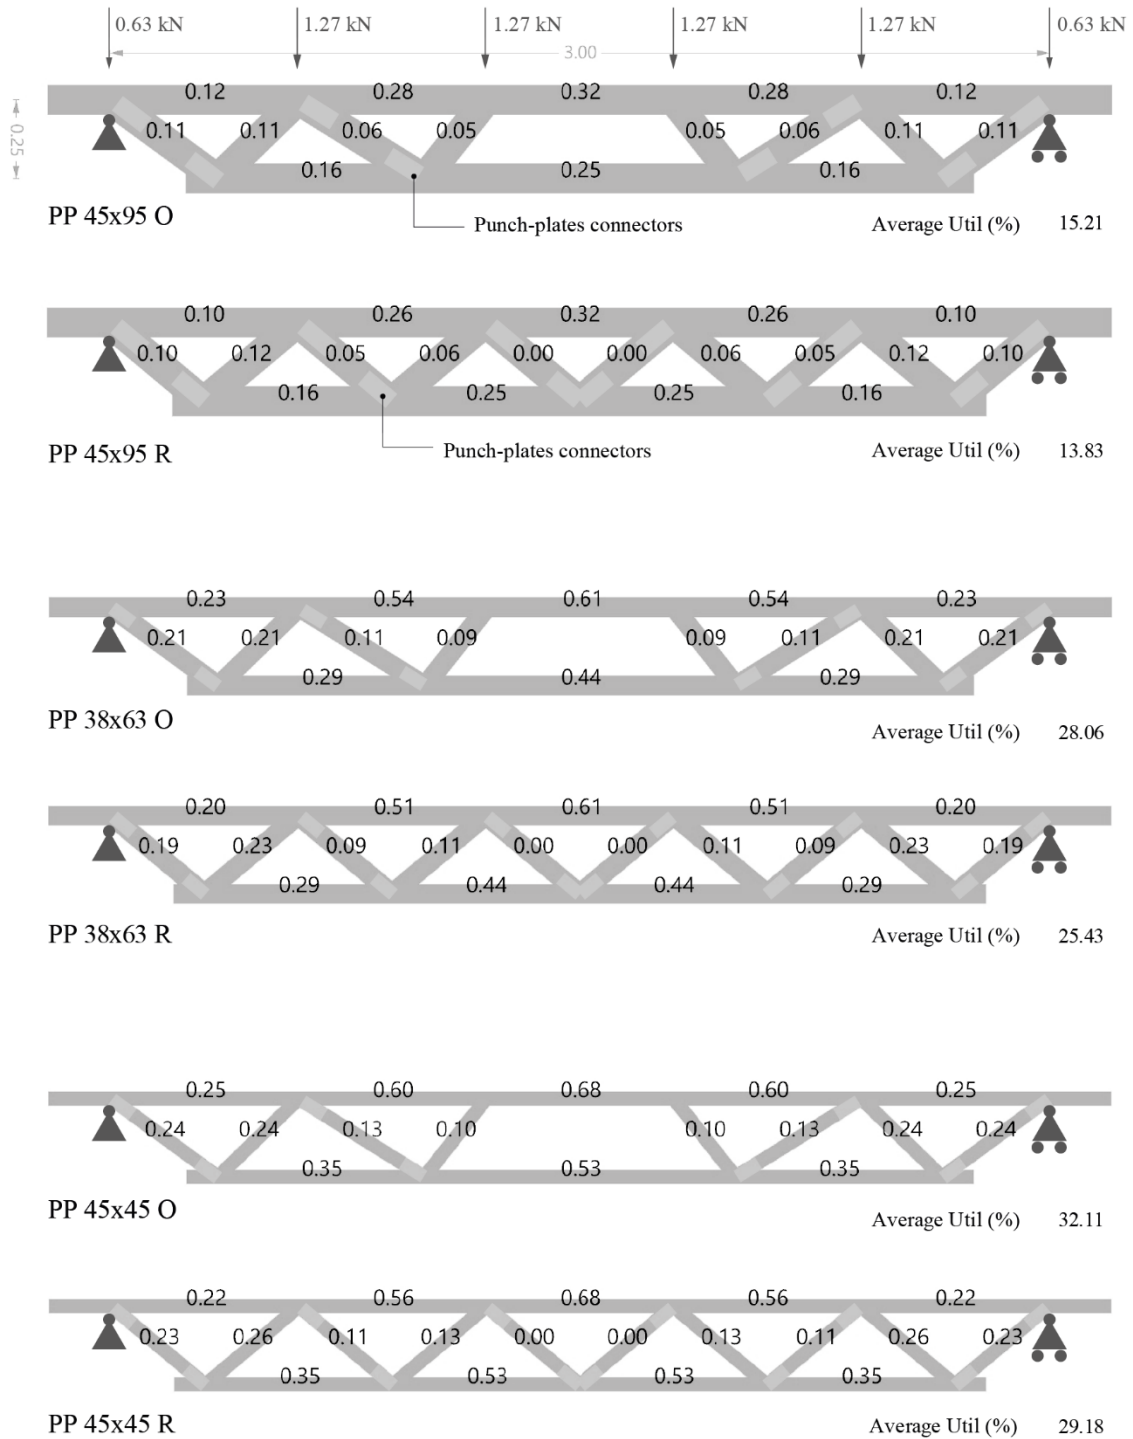 0.63 kN 1.27 kN 1.27 kN 1.27 kN 1.27 kN 0.63 kN
3.00
0.12 0.28 0.32 0.28 0.12
0.25
0.11 0.11 0.06 0.05 0.05 0.06 0.11 0.11
0.16 0.25 0.16
PP 45x95 O
Punch-plates connectors
Average Util (%) 15.21
0.10 0.26 0.32 0.26 0.10
0.10 0.12 0.05 0.06 0.00 0.00 0.06 0.05 0.12 0.10
0.16 0.25 0.25 0.16
PP 45x95 R
Punch-plates connectors
Average Util (%) 13.83
0.23 0.54 0.61 0.54 0.23
0.21 0.21 0.11 0.09 0.09 0.11 0.21 0.21
0.29 0.44 0.29
PP 38x63 O
Average Util (%) 28.06
0.20 0.51 0.61 0.51 0.20
0.19 0.23 0.09 0.11 0.00 0.00 0.11 0.09 0.23 0.19
0.29 0.44 0.44 0.29
PP 38x63 R
Average Util (%) 25.43
0.25 0.60 0.68 0.60 0.25
0.24 0.24 0.13 0.10 0.10 0.13 0.24 0.24
0.35 0.53 0.35
PP 45x45 O
Average Util (%) 32.11
0.22 0.56 0.68 0.56 0.22
0.23 0.26 0.11 0.13 0.00 0.00 0.13 0.11 0.26 0.23
0.35 0.53 0.53 0.35
PP 45x45 R
Average Util (%) 29.18